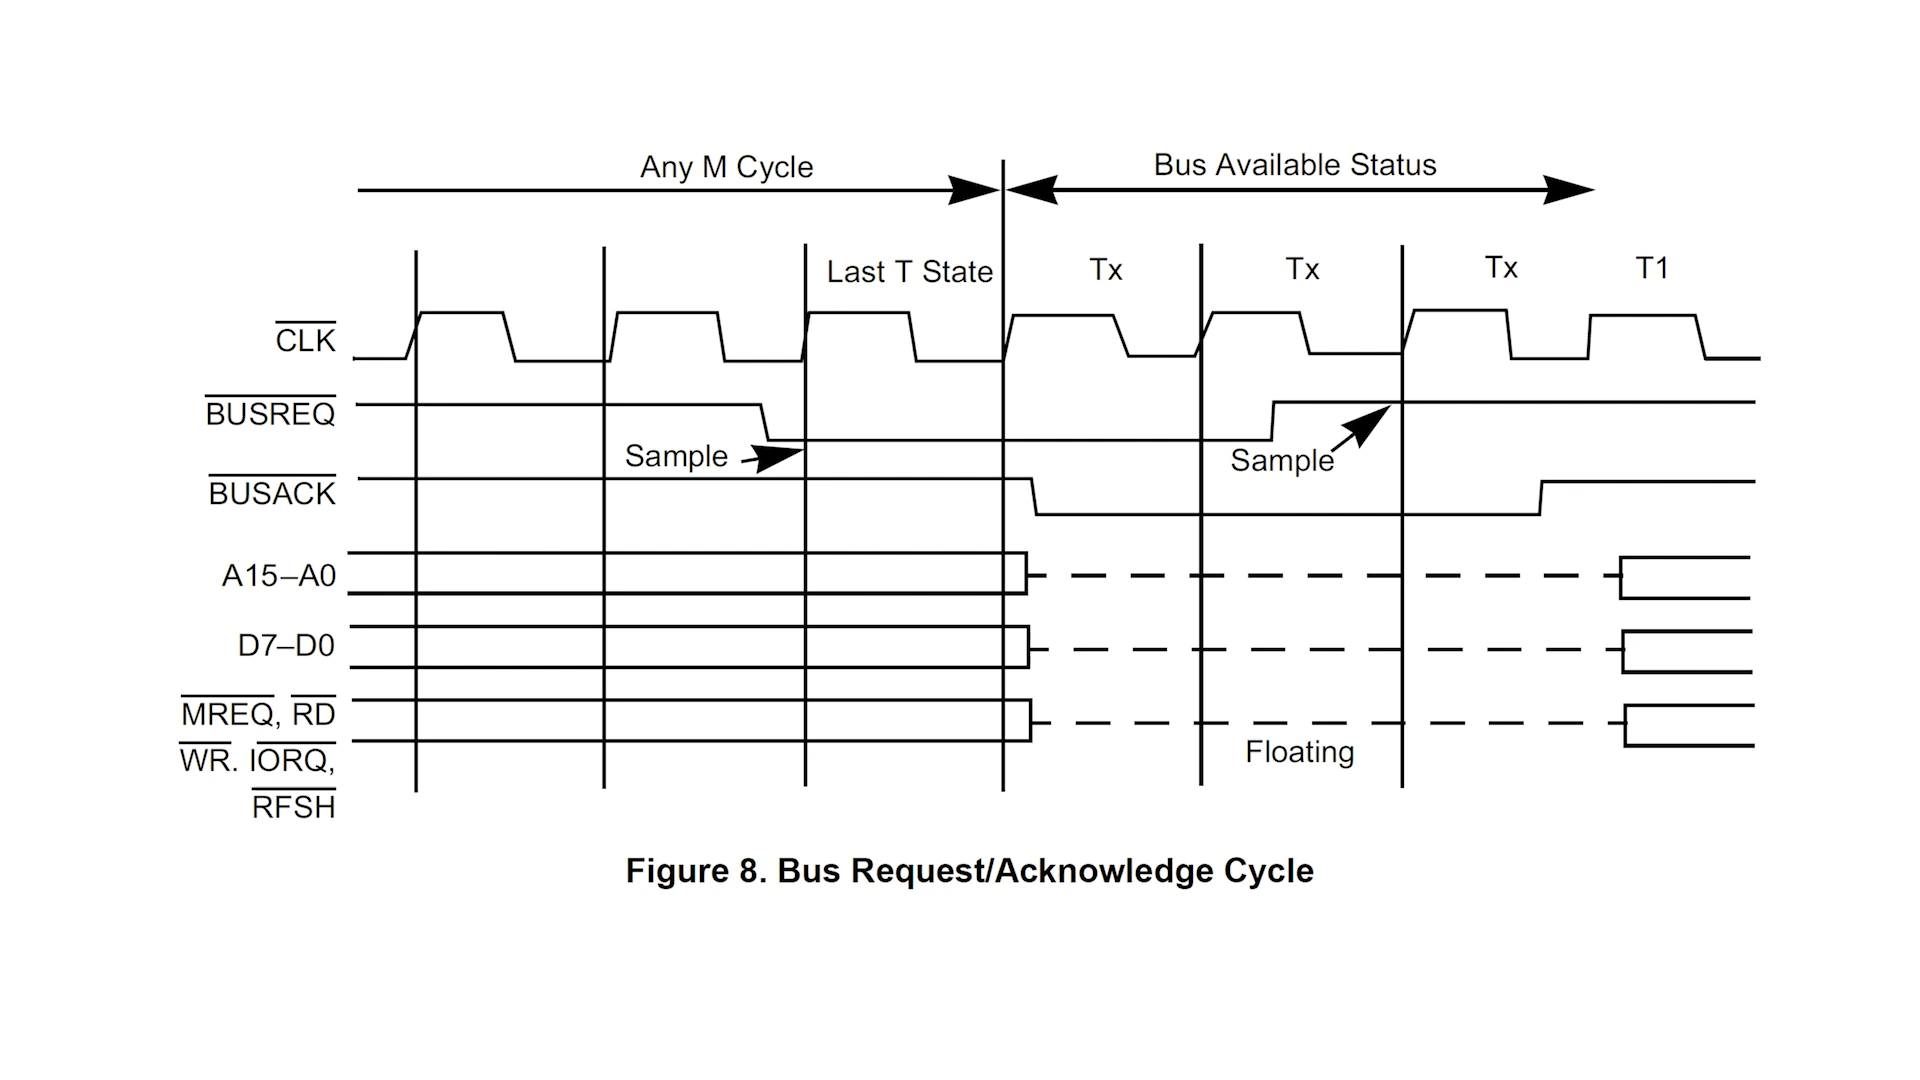 Any M Cycle
Bus Available Status
Last T State
Tx
Tx
Tx
T1
CLK
BUSREQ
Sample
Sample
BUSACK
A15–A0
D7–D0
MREQ, RD
WR. IORQ,
RFSH
Floating
Figure 8. Bus Request/Acknowledge Cycle